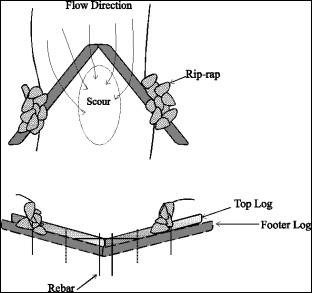 Flow Direction
Rip-rap
Scour
Top Log
Footer Log
Rebar